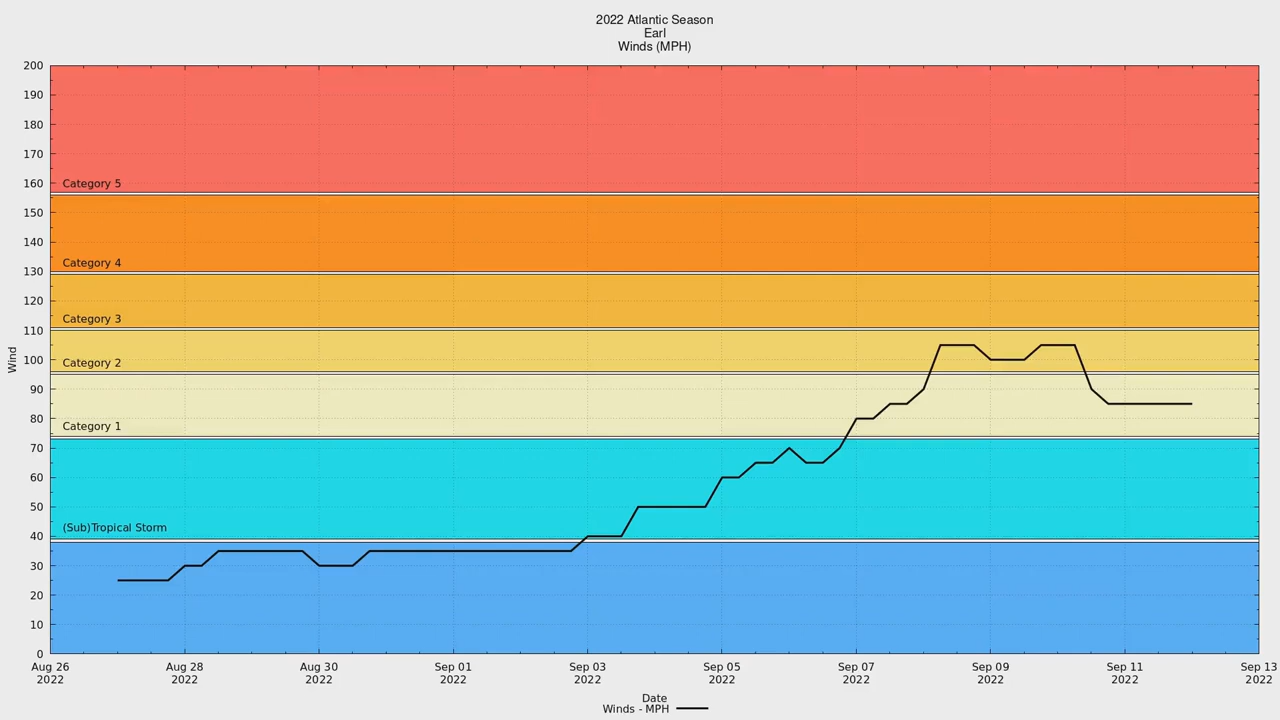 2022 Atlantic Season
Earl
Winds (MPH)
200
190
180
170
160
150
140
130
120
110
100
90
80
70
60
50
40
30
20
10
0
Wind
Category 5
Category 4
Category 3
Category 2
Category 1
(Sub)Tropical Storm
Aug 26 Aug 28 Aug 30 Sep 01 Sep 03 Sep 05 Sep 07 Sep 09 Sep 11 Sep 13
2022 2022 2022 2022 2022 2022 2022 2022 2022 2022
Date
Winds - MPH